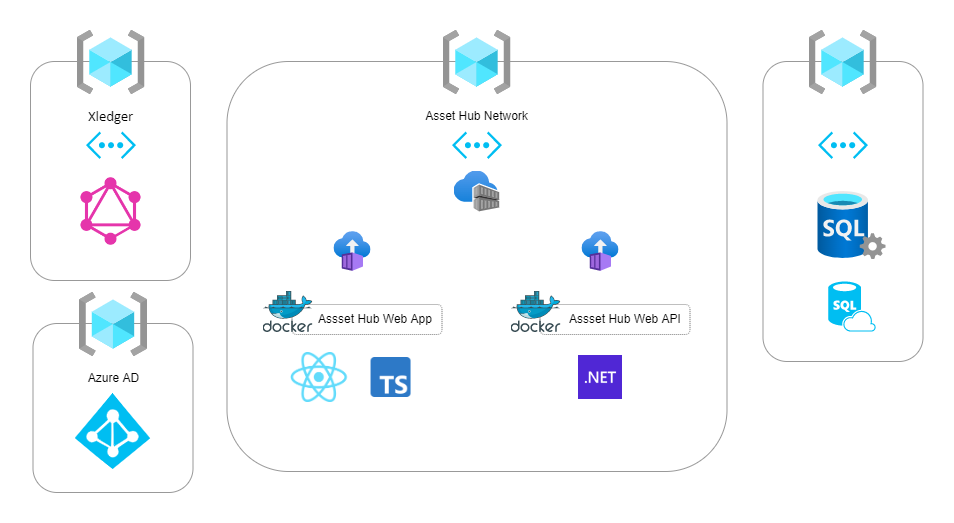 Xledger
Asset Hub Network
SQL
SQL
docker
Assset Hub Web App
docker
Assset Hub Web API
TS
.NET
Azure AD